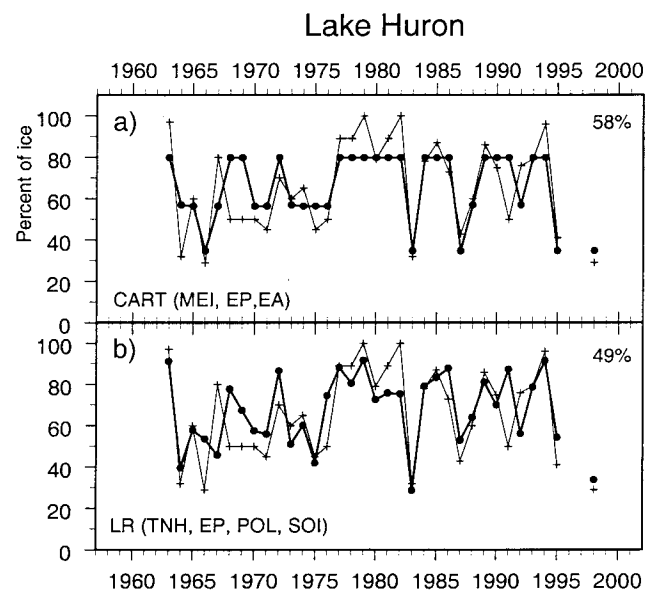 Lake Huron
1960 1965 1970 1975 1980 1985 1990 1995 2000
Percent of ice
100
80
60
40
20
0
a)
58%
CART (MEI, EP,EA)
100
80
60
40
20
0
b)
49%
LR (TNH, EP, POL, SOI)
1960 1965 1970 1975 1980 1985 1990 1995 2000